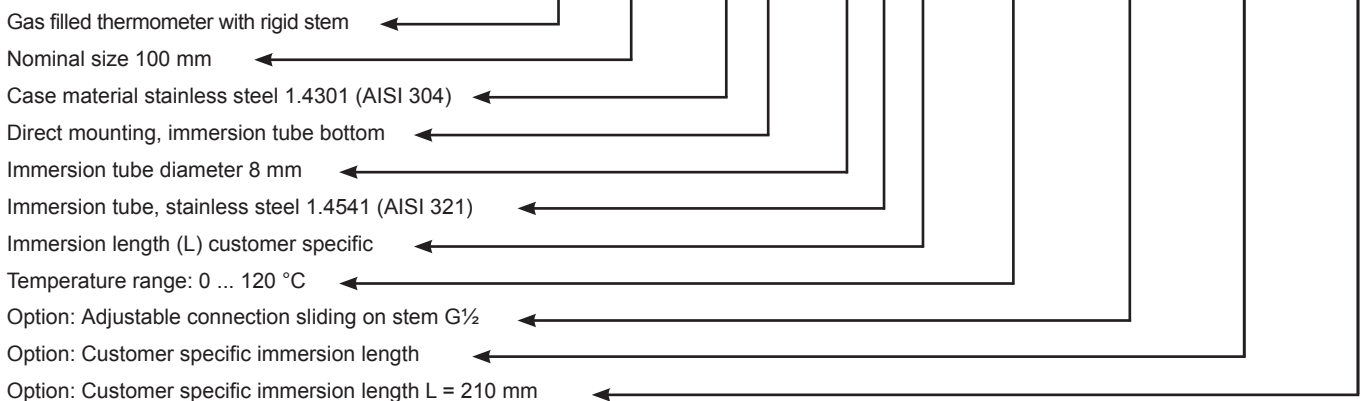 Gas filled thermometer with rigid stem
Nominal size 100 mm
Case material stainless steel 1.4301 (AISI 304)
Direct mounting, immersion tube bottom
Immersion tube diameter 8 mm
Immersion tube, stainless steel 1.4541 (AISI 321)
Immersion length (L) customer specific
Temperature range: 0 ... 120 °C
Option: Adjustable connection sliding on stem G½
Option: Customer specific immersion length
Option: Customer specific immersion length L = 210 mm